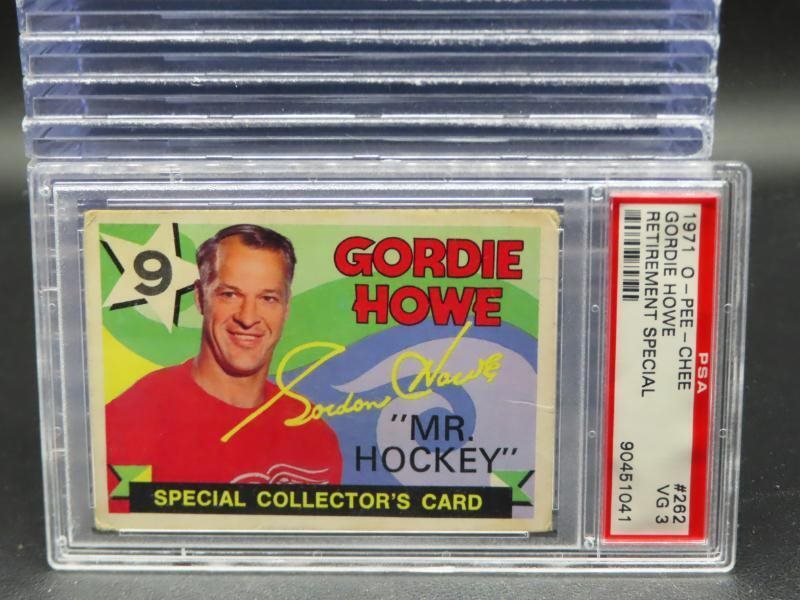 9
GORDIE
HOWE
Gordon Howe
"MR.
HOCKEY"
SPECIAL COLLECTOR'S CARD
1971 O-PEE-CHEE #262
GORDIE HOWE VG 3
RETIREMENT SPECIAL 90451041
PSA